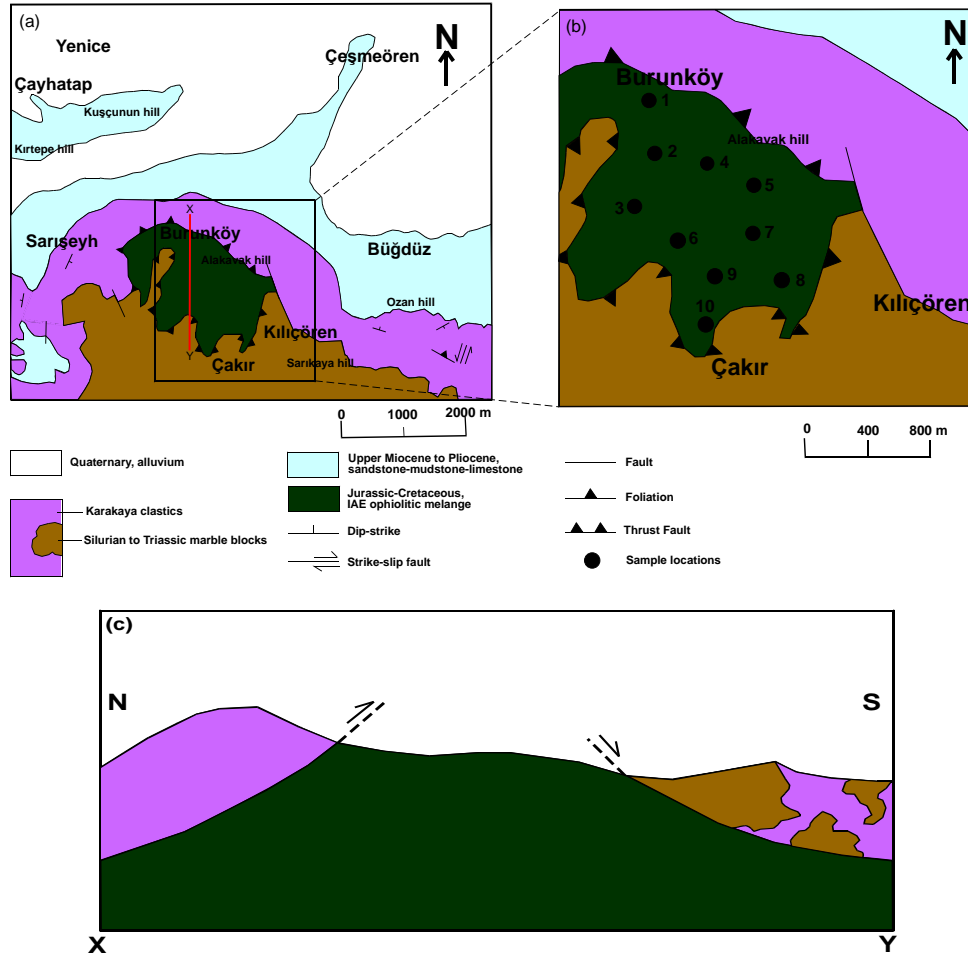 (a)
Yenice
Çeşmeören
N
Çayhatap
Kuşçunun hill
Kırtepe hill
X
Sarışeyh
Burunköy
Alakavak hill
Büğdüz
Ozan hill
Kılıçören
Y
Çakır
Sarıkaya hill
0 1000 2000 m
(b)
N
Burunköy
1
Alakavak hill
2
4
5
3
6
7
9
8
10
Kılıçören
Çakır
0 400 800 m
Quaternary, alluvium
Karakaya clastics
Silurian to Triassic marble blocks
Upper Miocene to Pliocene,
sandstone-mudstone-limestone
Jurassic-Cretaceous,
IAE ophiolitic melange
Dip-strike
Strike-slip fault
Fault
Foliation
Thrust Fault
Sample locations
(c)
N
S
X
Y